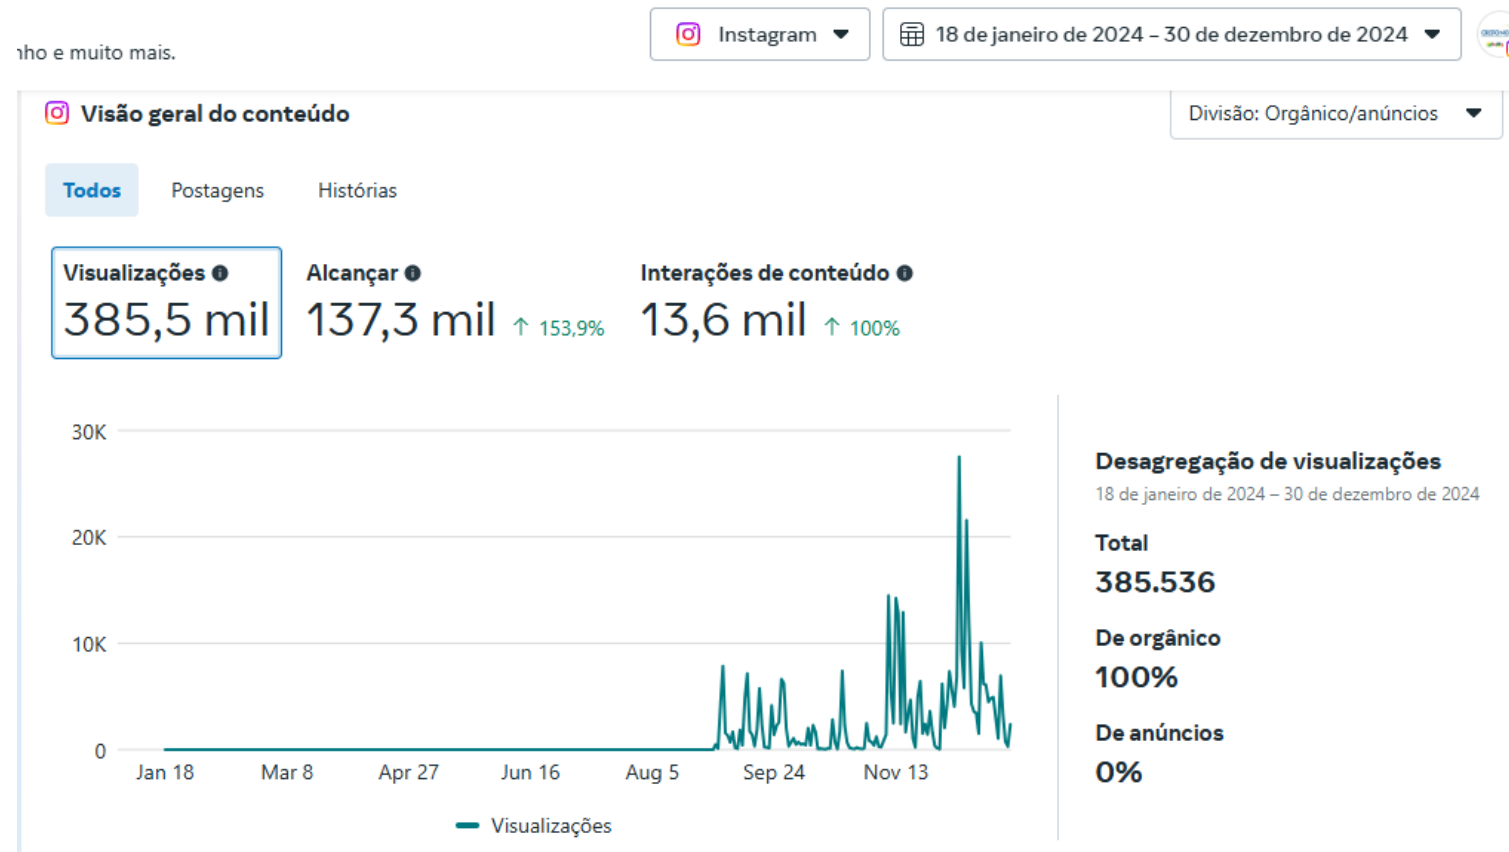 Instagram
18 de janeiro de 2024 – 30 de dezembro de 2024
nho e muito mais.
Visão geral do conteúdo
Divisão: Orgânico/anúncios
Todos
Postagens
Histórias
Visualizações
385,5 mil
Alcançar
137,3 mil ↑ 153,9%
Interações de conteúdo
13,6 mil ↑ 100%
30K
20K
10K
0
Jan 18
Mar 8
Apr 27
Jun 16
Aug 5
Sep 24
Nov 13
Visualizações
Desagregação de visualizações
18 de janeiro de 2024 – 30 de dezembro de 2024
Total
385.536
De orgânico
100%
De anúncios
0%